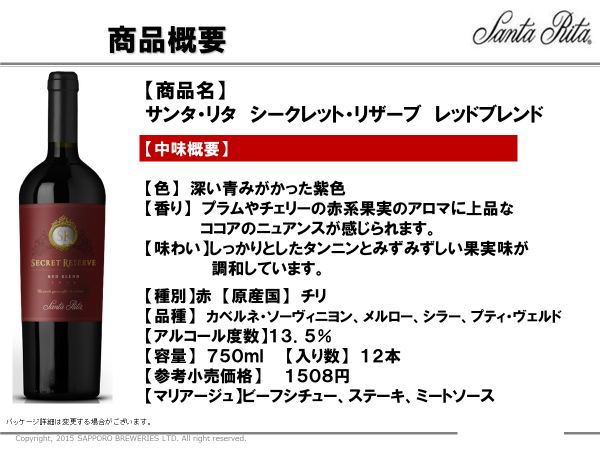 商品概要
Santa Rita
【商品名】
サンタ・リタ シークレット・リザーブ レッドブレンド
【中味概要】
【色】 深い青みがかった紫色
【香り】 プラムやチェリーの赤系果実のアロマに上品な
ココアのニュアンスが感じられます。
【味わい】しっかりとしたタンニンとみずみずしい果実味が
調和しています。
【種別】赤 【原産国】 チリ
【品種】 カベルネ・ソーヴィニヨン、メルロー、シラー、プティ・ヴェルド
【アルコール度数】13．5％
【容量】 750ml 【入り数】 12本
【参考小売価格】 1508円
【マリアージュ】ビーフシチュー、ステーキ、ミートソース
SR
SECRET RESERVE
RED BLEND
Santa Rita
パッケージ詳細は変更する場合がございます。
Copyright, 2015 SAPPORO BREWERIES LTD. All right reserved.